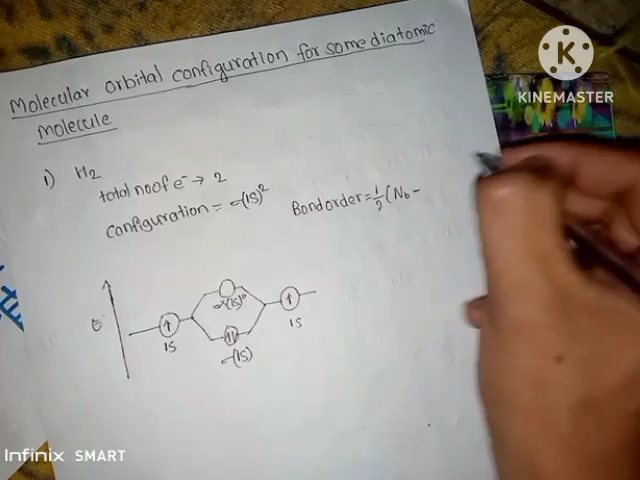 Molecular orbital configuration for some diatomic
molecule
1) H2
total no of e⁻ → 2
configuration = σ(1S)²
Bond order = 1/2 (Nb -
e
1S
σ*(1S)⁰
σ(1S)
1S
K
KINEMASTER
Infinix SMART